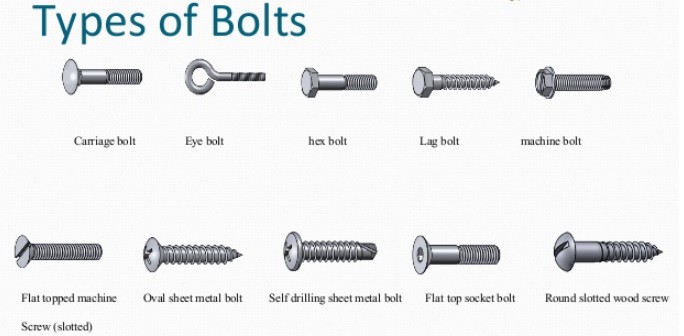 Types of Bolts
Carriage bolt
Eye bolt
hex bolt
Lag bolt
machine bolt
Flat topped machine
Screw (slotted)
Oval sheet metal bolt
Self drilling sheet metal bolt
Flat top socket bolt
Round slotted wood screw